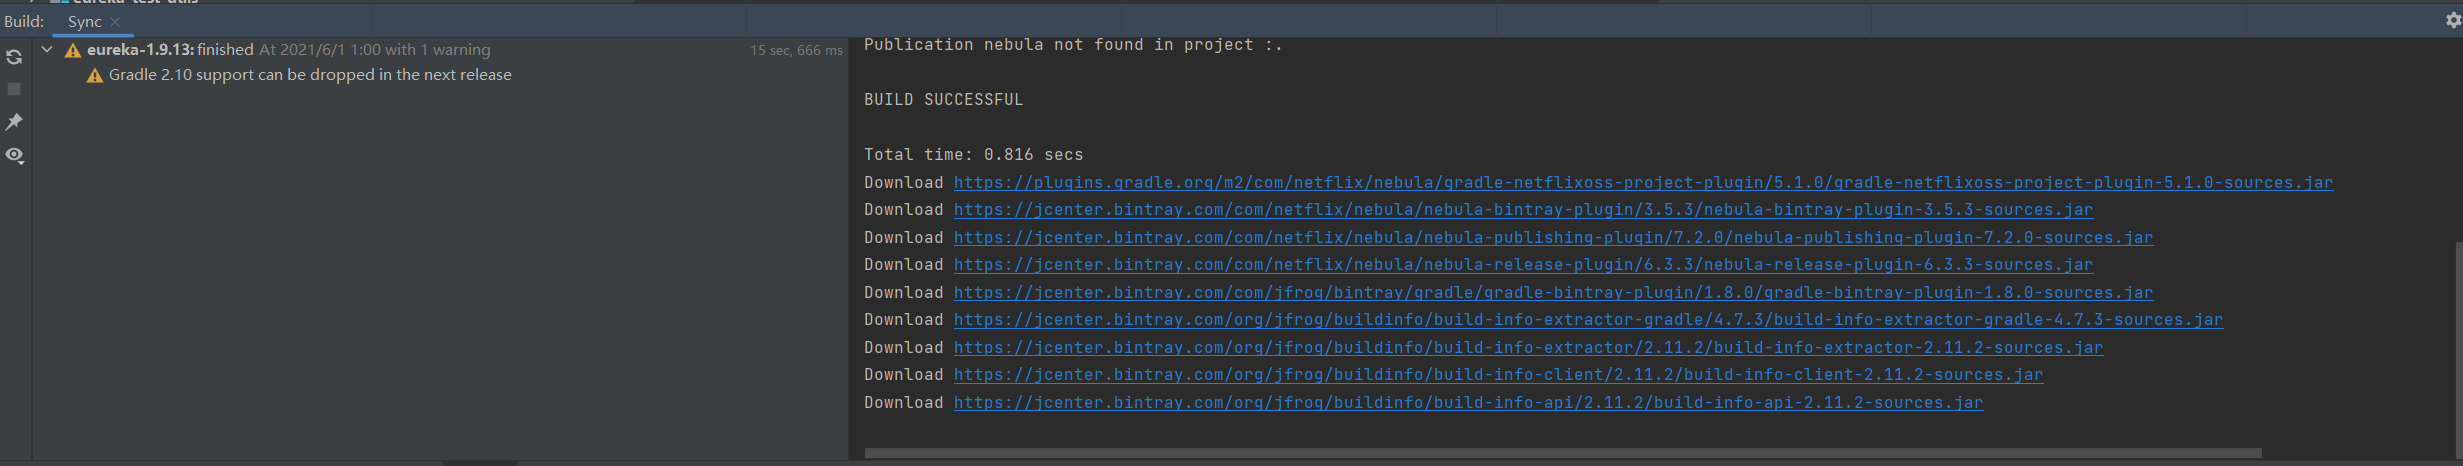 eureka-test-utils
Build: Sync ×
eureka-1.9.13: finished At 2021/6/1 1:00 with 1 warning 15 sec, 666 ms
Gradle 2.10 support can be dropped in the next release
Publication nebula not found in project :.
BUILD SUCCESSFUL
Total time: 0.816 secs
Download https://plugins.gradle.org/m2/com/netflix/nebula/gradle-netflixoss-project-plugin/5.1.0/gradle-netflixoss-project-plugin-5.1.0-sources.jar
Download https://jcenter.bintray.com/com/netflix/nebula/nebula-bintray-plugin/3.5.3/nebula-bintray-plugin-3.5.3-sources.jar
Download https://jcenter.bintray.com/com/netflix/nebula/nebula-publishing-plugin/7.2.0/nebula-publishing-plugin-7.2.0-sources.jar
Download https://jcenter.bintray.com/com/netflix/nebula/nebula-release-plugin/6.3.3/nebula-release-plugin-6.3.3-sources.jar
Download https://jcenter.bintray.com/com/jfrog/bintray/gradle/gradle-bintray-plugin/1.8.0/gradle-bintray-plugin-1.8.0-sources.jar
Download https://jcenter.bintray.com/org/jfrog/buildinfo/build-info-extractor-gradle/4.7.3/build-info-extractor-gradle-4.7.3-sources.jar
Download https://jcenter.bintray.com/org/jfrog/buildinfo/build-info-extractor/2.11.2/build-info-extractor-2.11.2-sources.jar
Download https://jcenter.bintray.com/org/jfrog/buildinfo/build-info-client/2.11.2/build-info-client-2.11.2-sources.jar
Download https://jcenter.bintray.com/org/jfrog/buildinfo/build-info-api/2.11.2/build-info-api-2.11.2-sources.jar